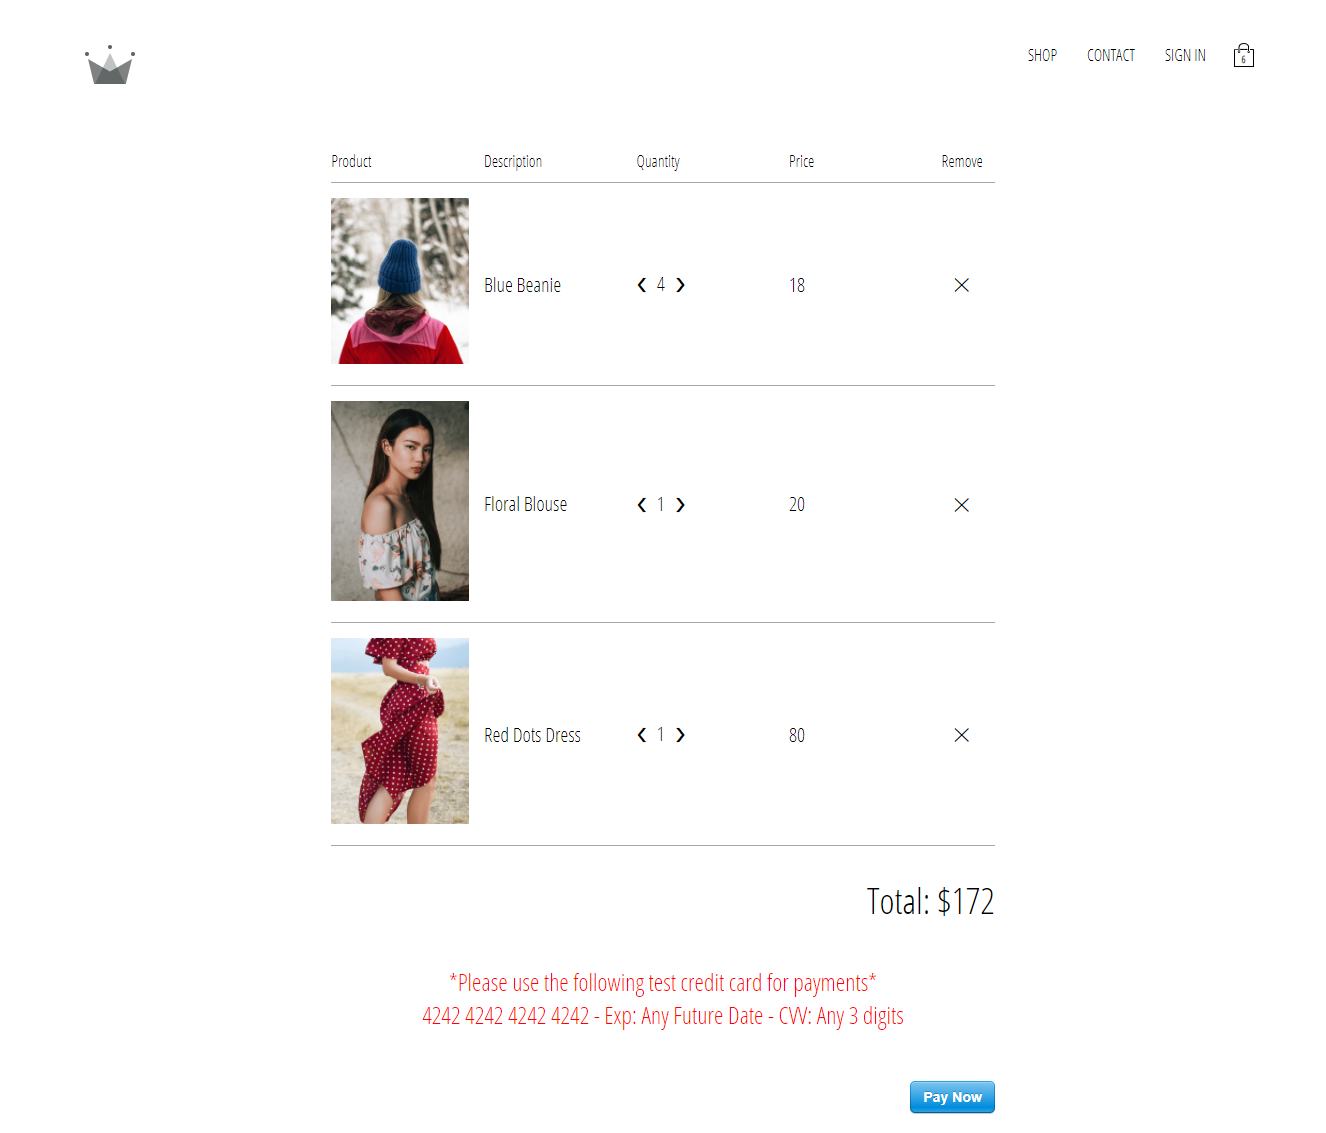 SHOP CONTACT SIGN IN 6
Product Description Quantity Price Remove
Blue Beanie ❮ 4 ❯ 18 ✕
Floral Blouse ❮ 1 ❯ 20 ✕
Red Dots Dress ❮ 1 ❯ 80 ✕
Total: $172
*Please use the following test credit card for payments*
4242 4242 4242 4242 - Exp: Any Future Date - CVV: Any 3 digits
Pay Now